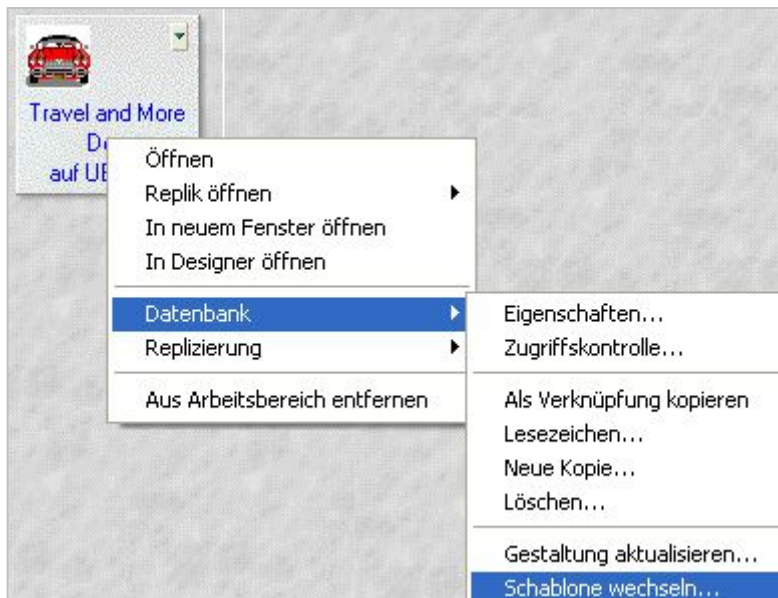 Travel and More
auf
Öffnen
Replik öffnen
In neuem Fenster öffnen
In Designer öffnen
Datenbank
Replizierung
Aus Arbeitsbereich entfernen
Eigenschaften...
Zugriffskontrolle...
Als Verknüpfung kopieren
Lesezeichen...
Neue Kopie...
Löschen...
Gestaltung aktualisieren...
Schablone wechseln...